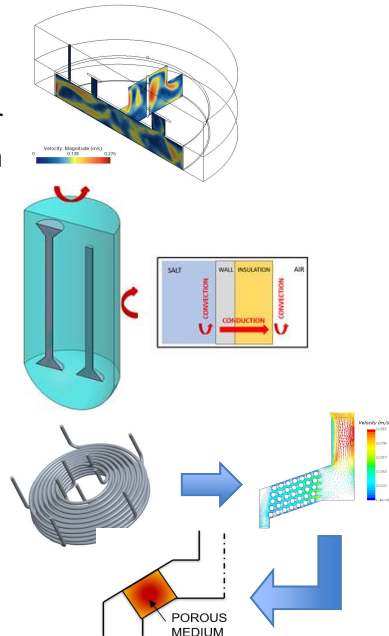 Velocity: Magnitude (m/s)
0 0.138 0.276
SALT WALL INSULATION AIR
CONVECTION
CONDUCTION
CONVECTION
Velocity (m/s)
POROUS
MEDIUM